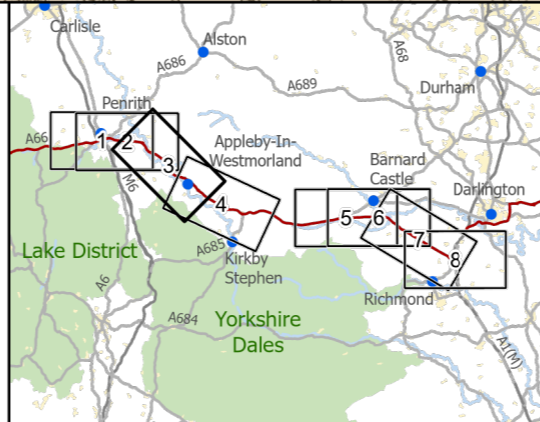 Carlisle
Alston
A686
A68
A689
Durham
Penrith
A66
1
2
3
Appleby-In-
Westmorland
Barnard
Castle
Darlington
M6
4
5
6
7
8
Lake District
A685
Kirkby
Stephen
A6
Richmond
A684
Yorkshire
Dales
A1(M)